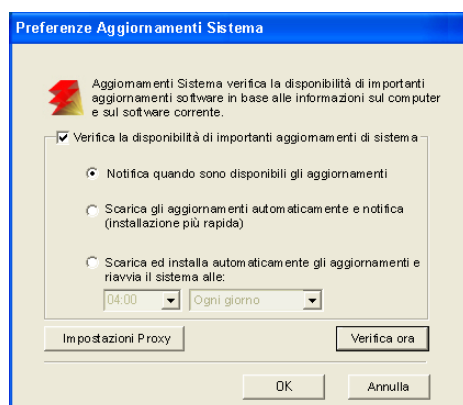 Preferenze Aggiornamenti Sistema
Aggiornamenti Sistema verifica la disponibilità di importanti
aggiornamenti software in base alle informazioni sul computer
e sul software corrente.
Verifica la disponibilità di importanti aggiornamenti di sistema
Notifica quando sono disponibili gli aggiornamenti
Scarica gli aggiornamenti automaticamente e notifica
(installazione più rapida)
Scarica ed installa automaticamente gli aggiornamenti e
riavvia il sistema alle:
04:00 Ogni giorno
Impostazioni Proxy Verifica ora
OK Annulla